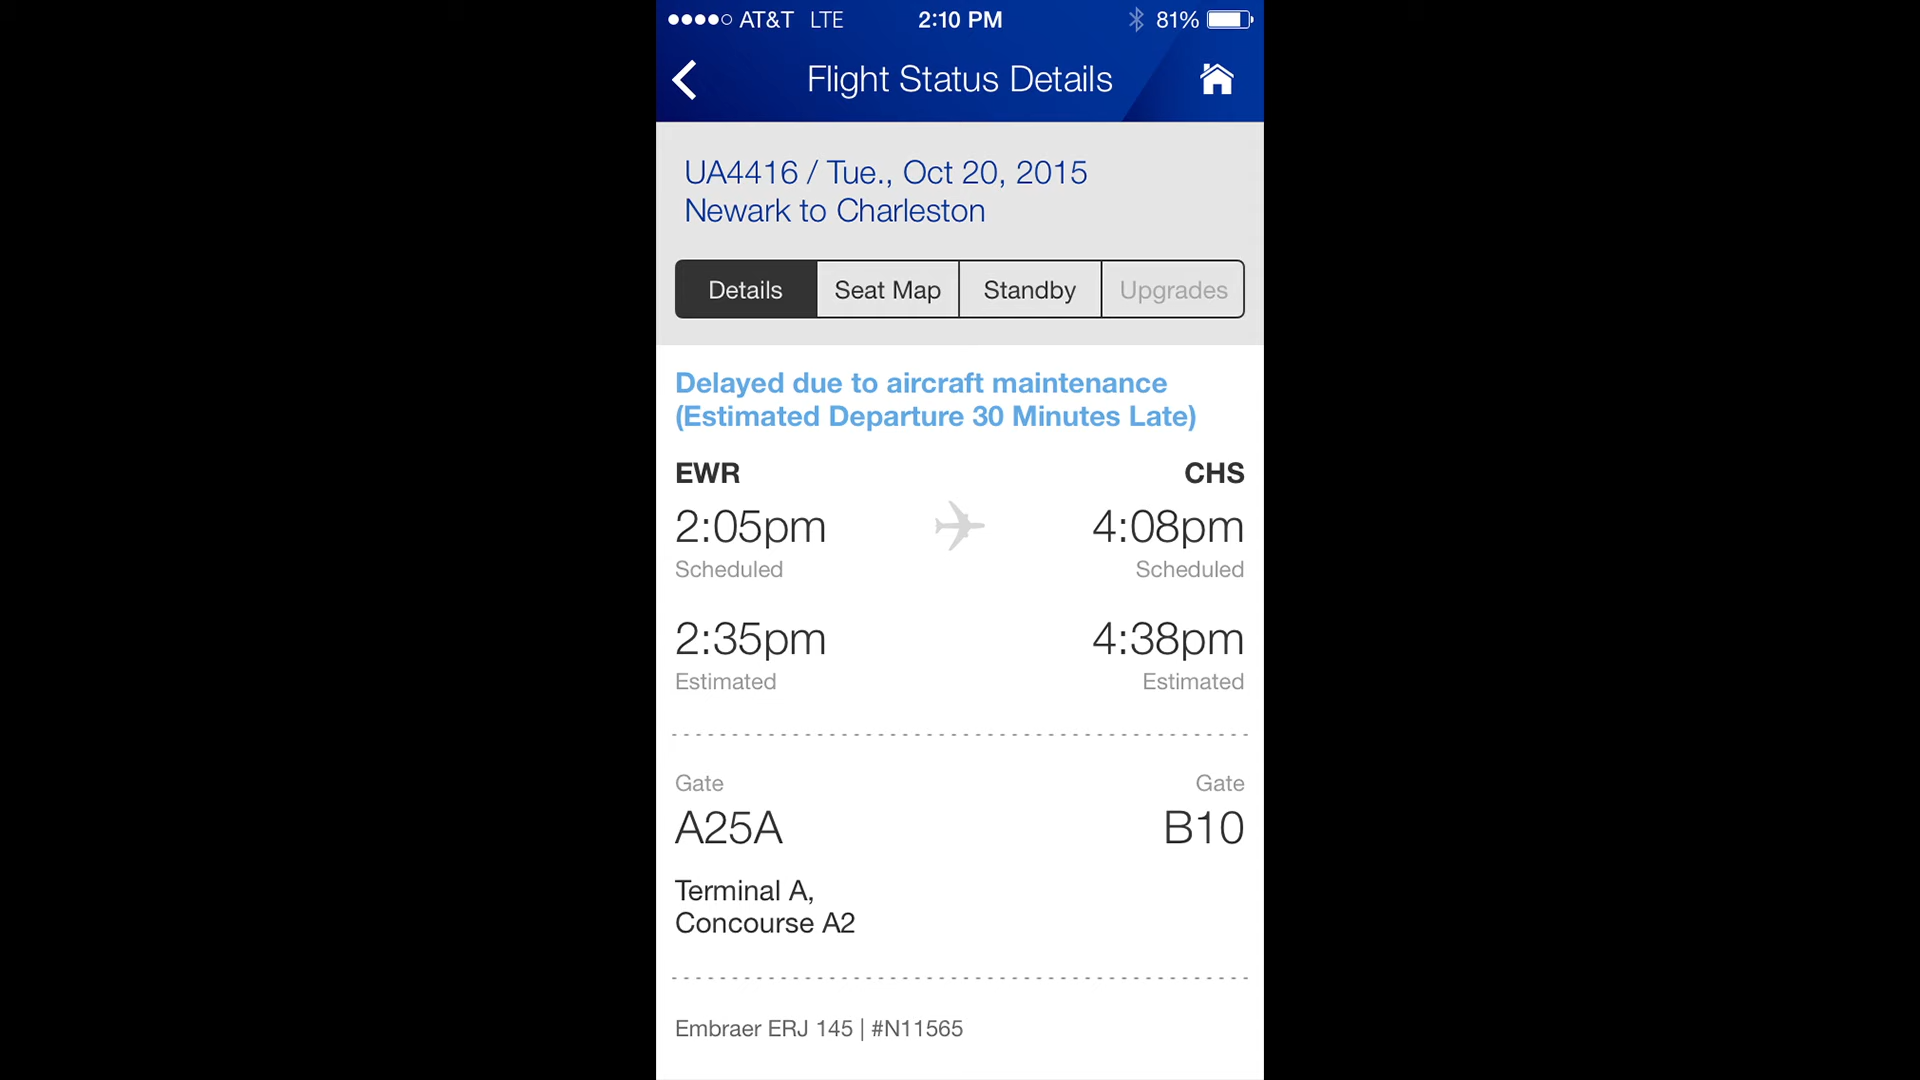 AT&T LTE 2:10 PM 81%
Flight Status Details
UA4416 / Tue., Oct 20, 2015
Newark to Charleston
Details Seat Map Standby Upgrades
Delayed due to aircraft maintenance
(Estimated Departure 30 Minutes Late)
EWR CHS
2:05pm 4:08pm
Scheduled Scheduled
2:35pm 4:38pm
Estimated Estimated
Gate Gate
A25A B10
Terminal A,
Concourse A2
Embraer ERJ 145 | #N11565